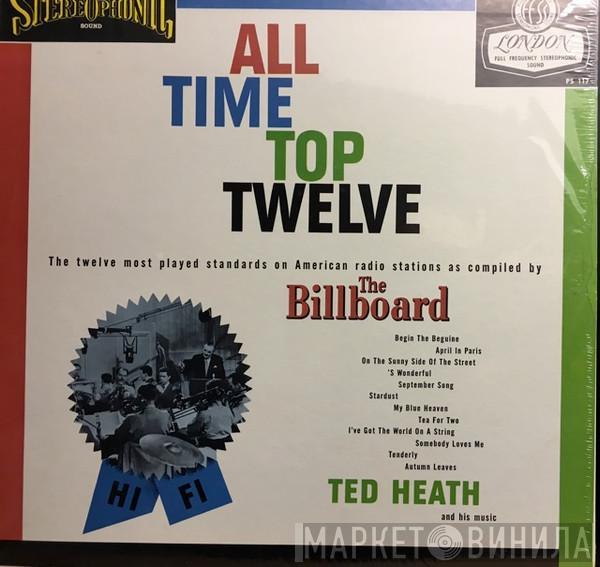 STEREOPHONIC
SOUND
LONDON
FULL FREQUENCY STEREOPHONIC
SOUND
PS 117
ALL
TIME
TOP
TWELVE
The twelve most played standards on American radio stations as compiled by
The
Billboard
Begin The Beguine
April In Paris
On The Sunny Side Of The Street
'S Wonderful
September Song
Stardust
My Blue Heaven
Tea For Two
I've Got The World On A String
Somebody Loves Me
Tenderly
Autumn Leaves
HI FI
TED HEATH
and his music
МАРКЕТ ВИНИЛА